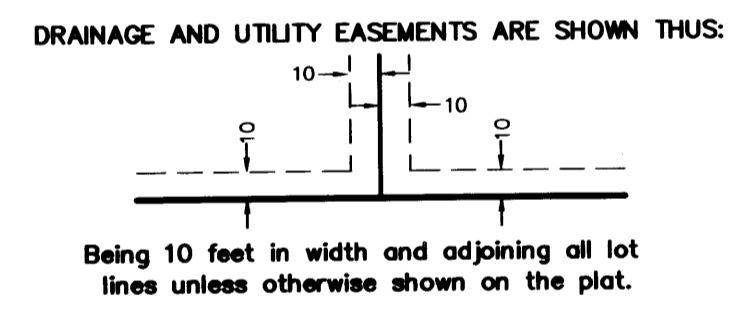 DRAINAGE AND UTILITY EASEMENTS ARE SHOWN THUS:
10
10
10
10
Being 10 feet in width and adjoining all lot
lines unless otherwise shown on the plat.